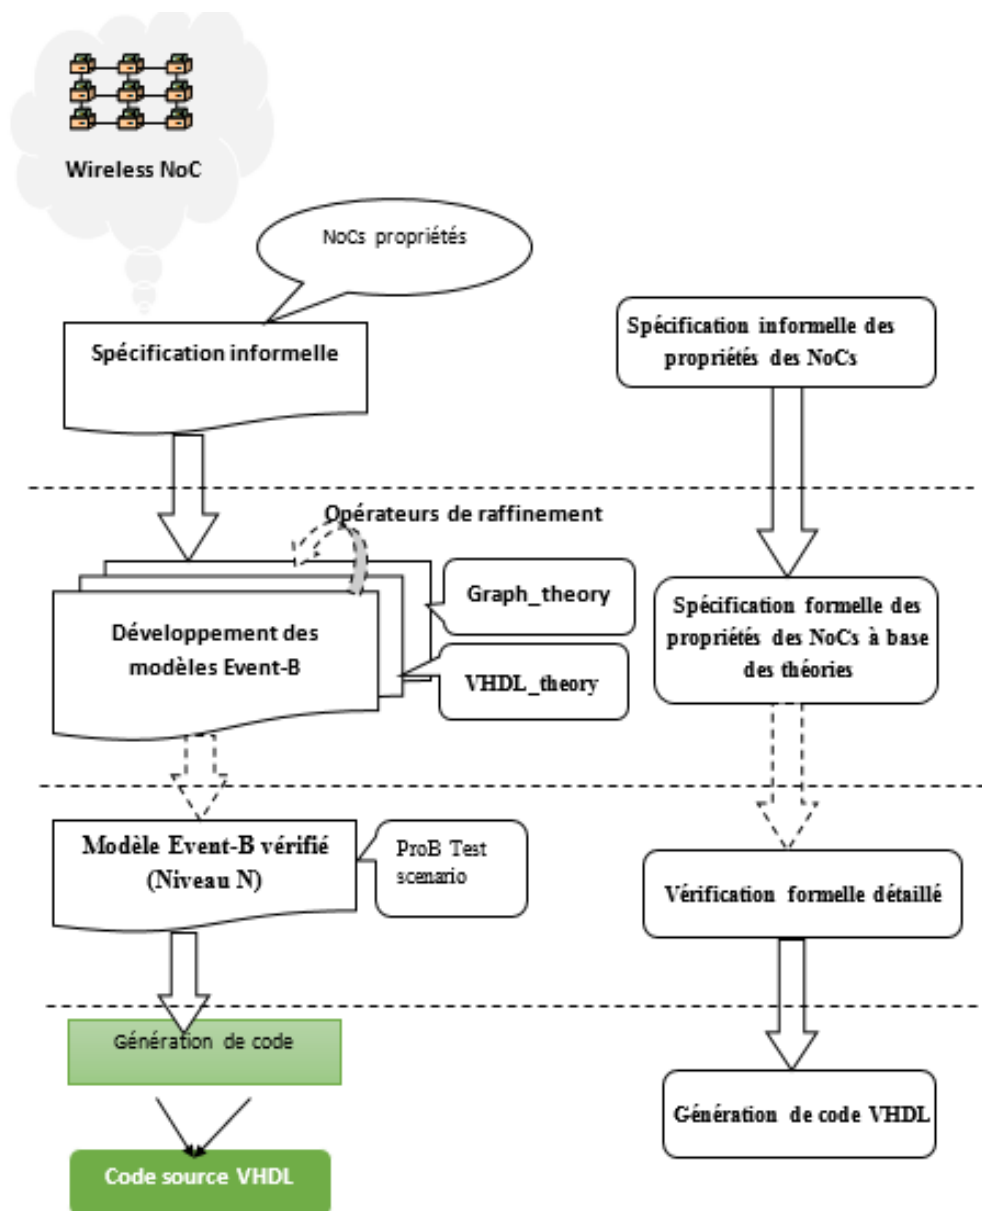 Wireless NoC
NoCs propriétés
Spécification informelle
Spécification informelle des
propriétés des NoCs
Opérateurs de raffinement
Graph_theory
Développement des
modèles Event-B
VHDL_theory
Spécification formelle des
propriétés des NoCs à base
des théories
Modèle Event-B vérifié
(Niveau N)
ProB Test
scenario
Vérification formelle détaillé
Génération de code
Génération de code VHDL
Code source VHDL